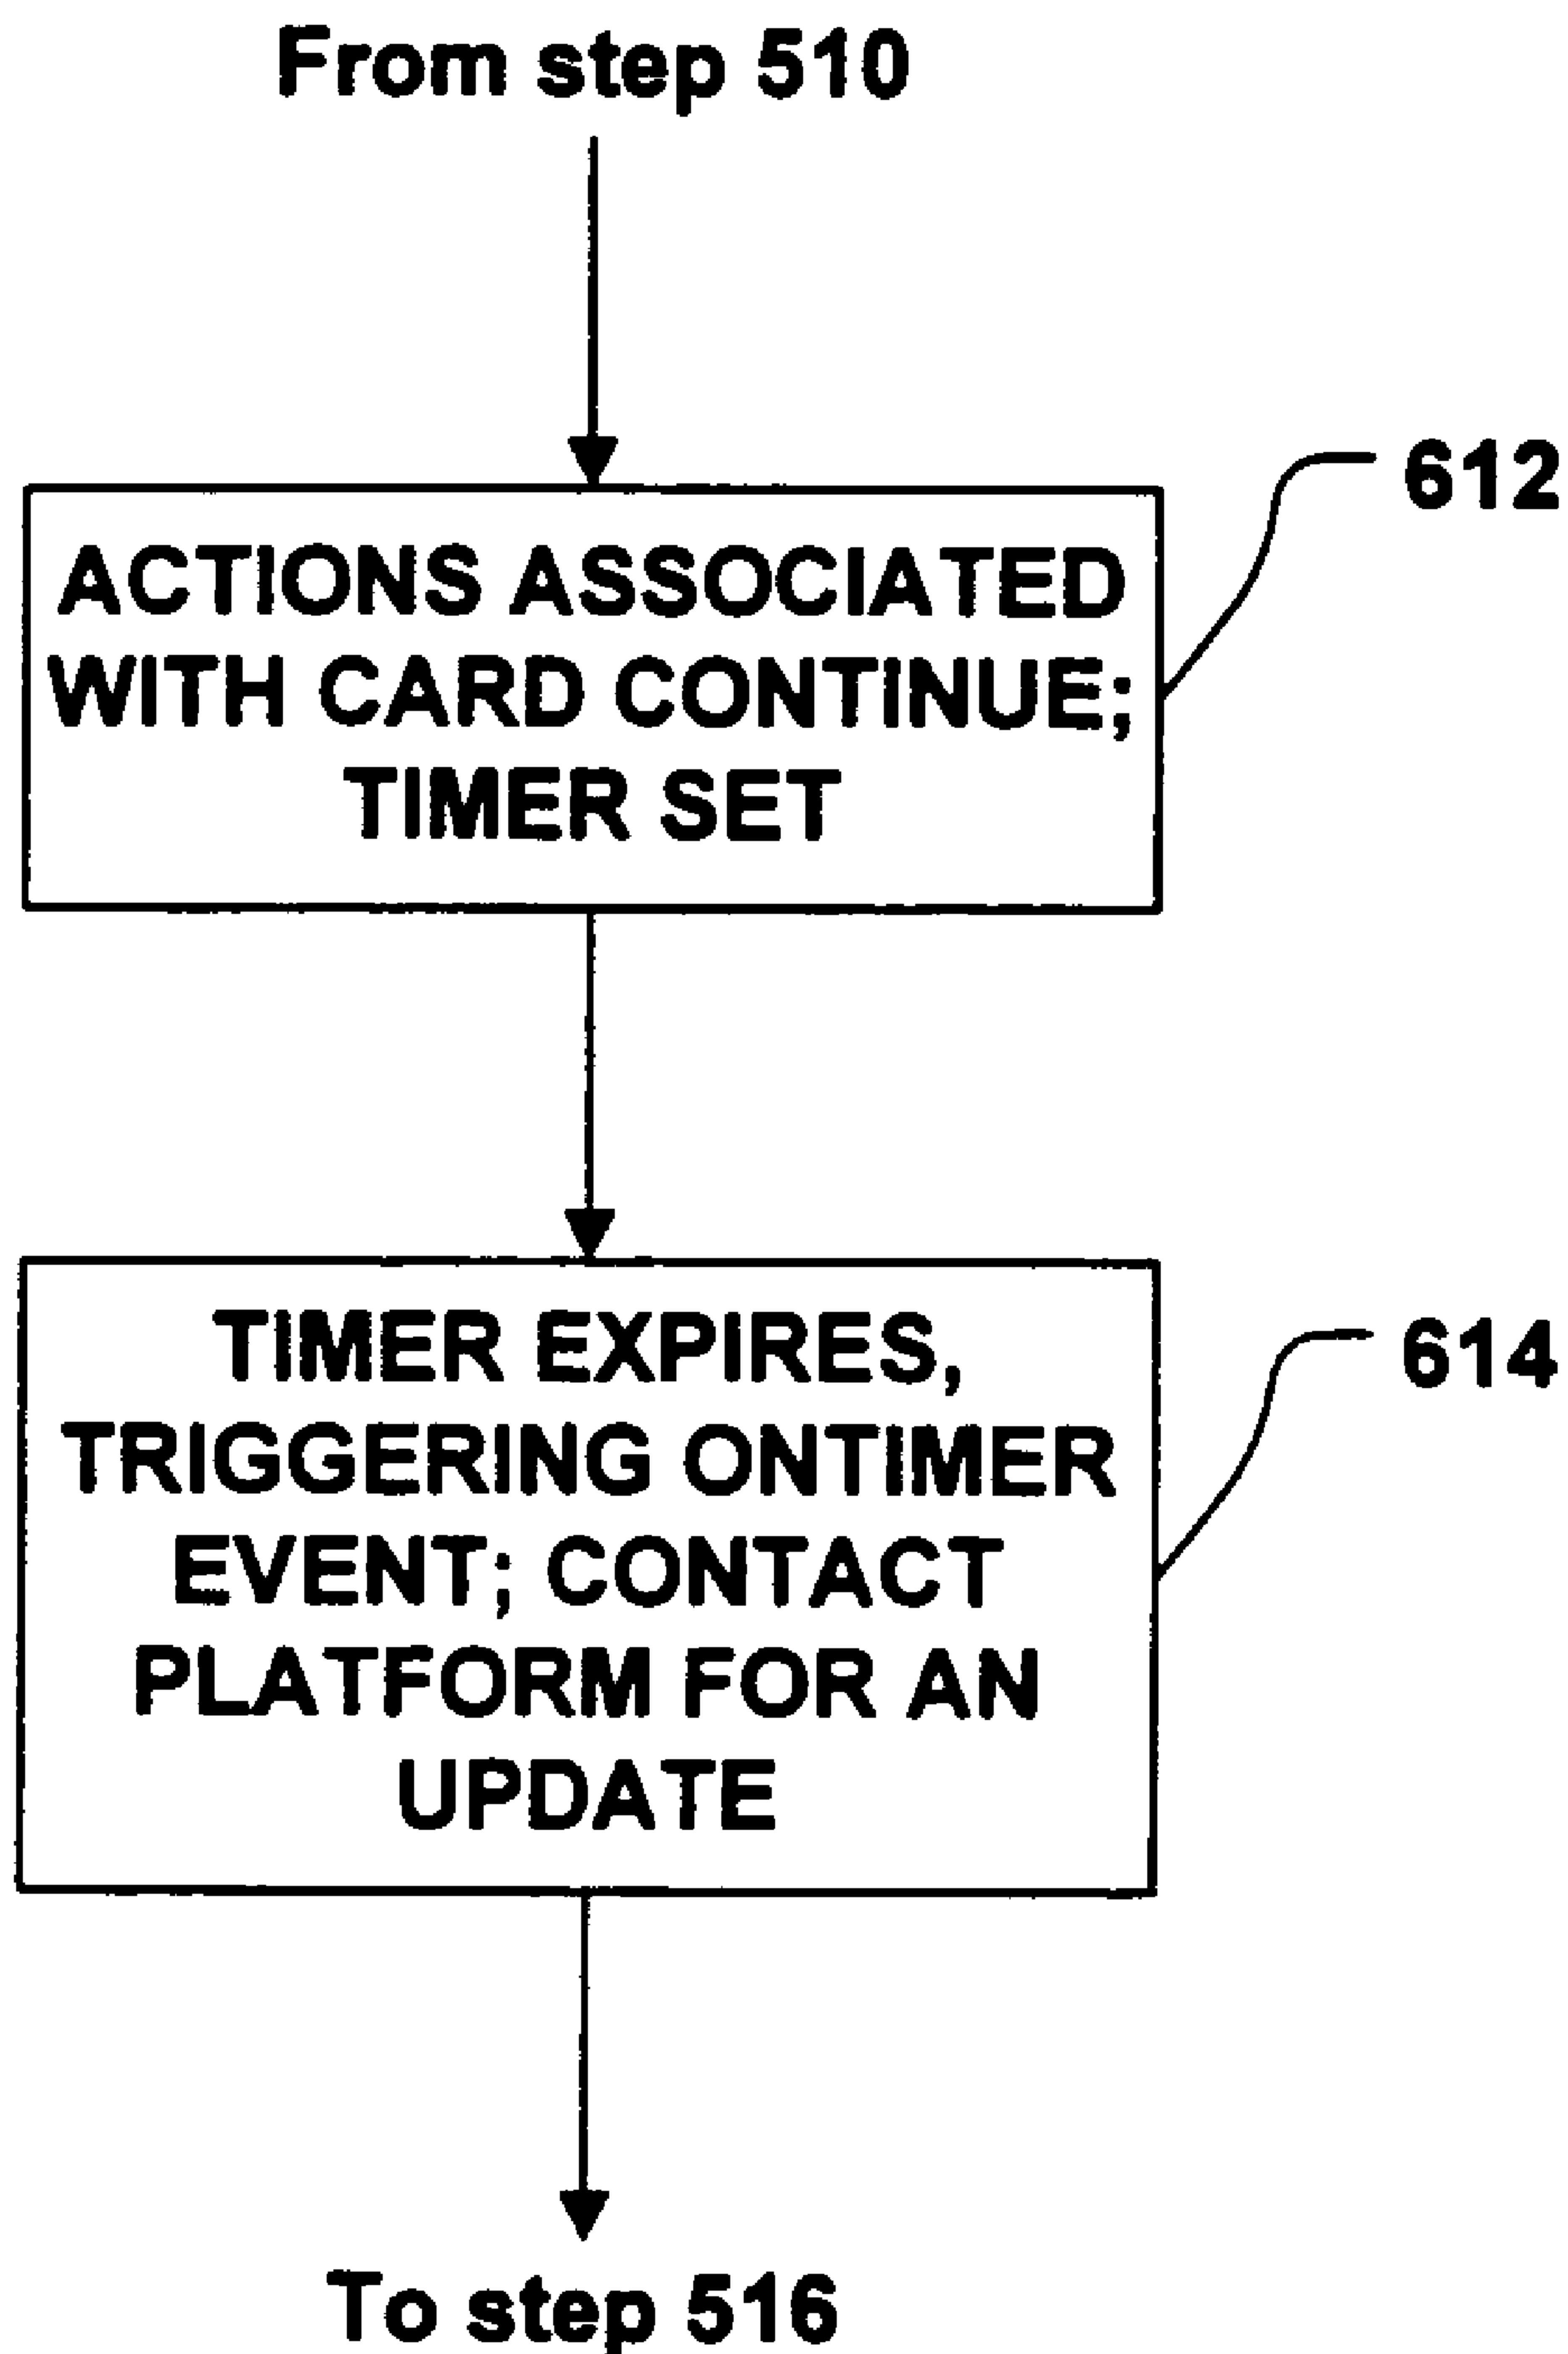 From step 510
612
ACTIONS ASSOCIATED
WITH CARD CONTINUE;
TIMER SET
614
TIMER EXPIRES,
TRIGGERING ONTIMER
EVENT; CONTACT
PLATFORM FOR AN
UPDATE
To step 516